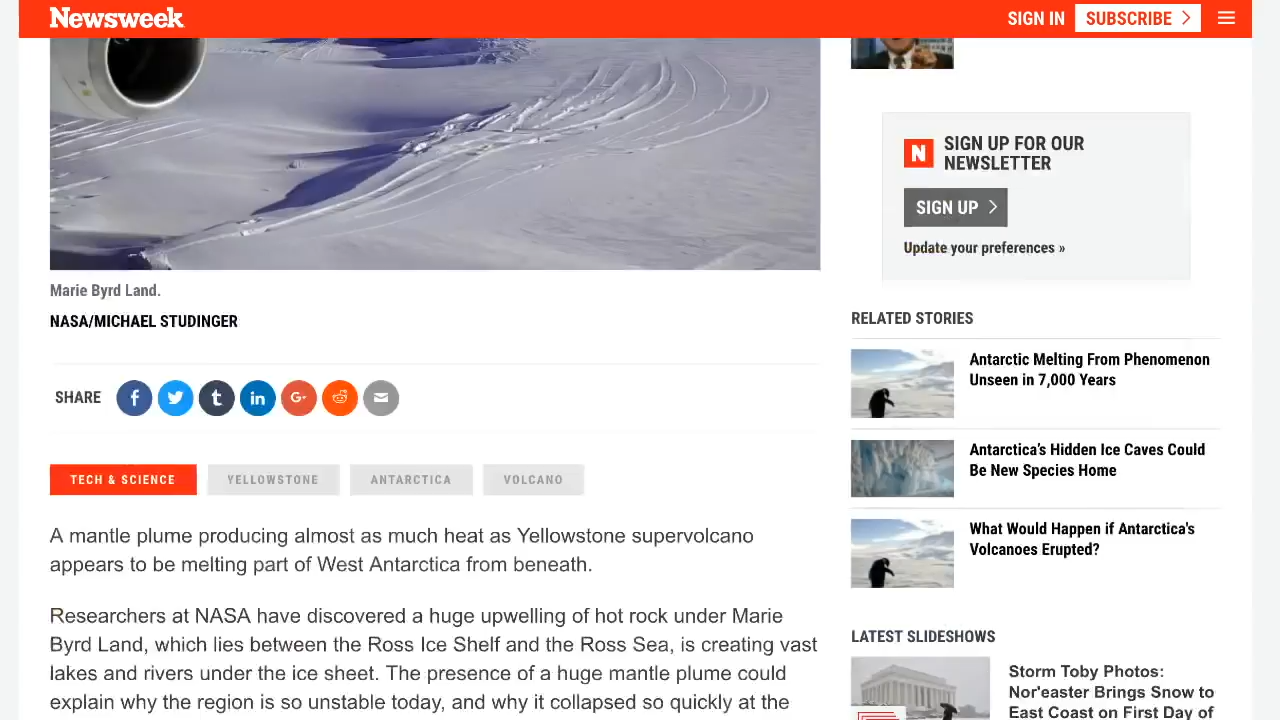 Newsweek
SIGN IN
SUBSCRIBE
Marie Byrd Land.
NASA/MICHAEL STUDINGER
SHARE
f
t
in
G+
TECH & SCIENCE
YELLOWSTONE
ANTARCTICA
VOLCANO
A mantle plume producing almost as much heat as Yellowstone supervolcano
appears to be melting part of West Antarctica from beneath.
Researchers at NASA have discovered a huge upwelling of hot rock under Marie
Byrd Land, which lies between the Ross Ice Shelf and the Ross Sea, is creating vast
lakes and rivers under the ice sheet. The presence of a huge mantle plume could
explain why the region is so unstable today, and why it collapsed so quickly at the
N
SIGN UP FOR OUR
NEWSLETTER
SIGN UP
Update your preferences »
RELATED STORIES
Antarctic Melting From Phenomenon
Unseen in 7,000 Years
Antarctica's Hidden Ice Caves Could
Be New Species Home
What Would Happen if Antarctica's
Volcanoes Erupted?
LATEST SLIDESHOWS
Storm Toby Photos:
Nor'easter Brings Snow to
East Coast on First Day of